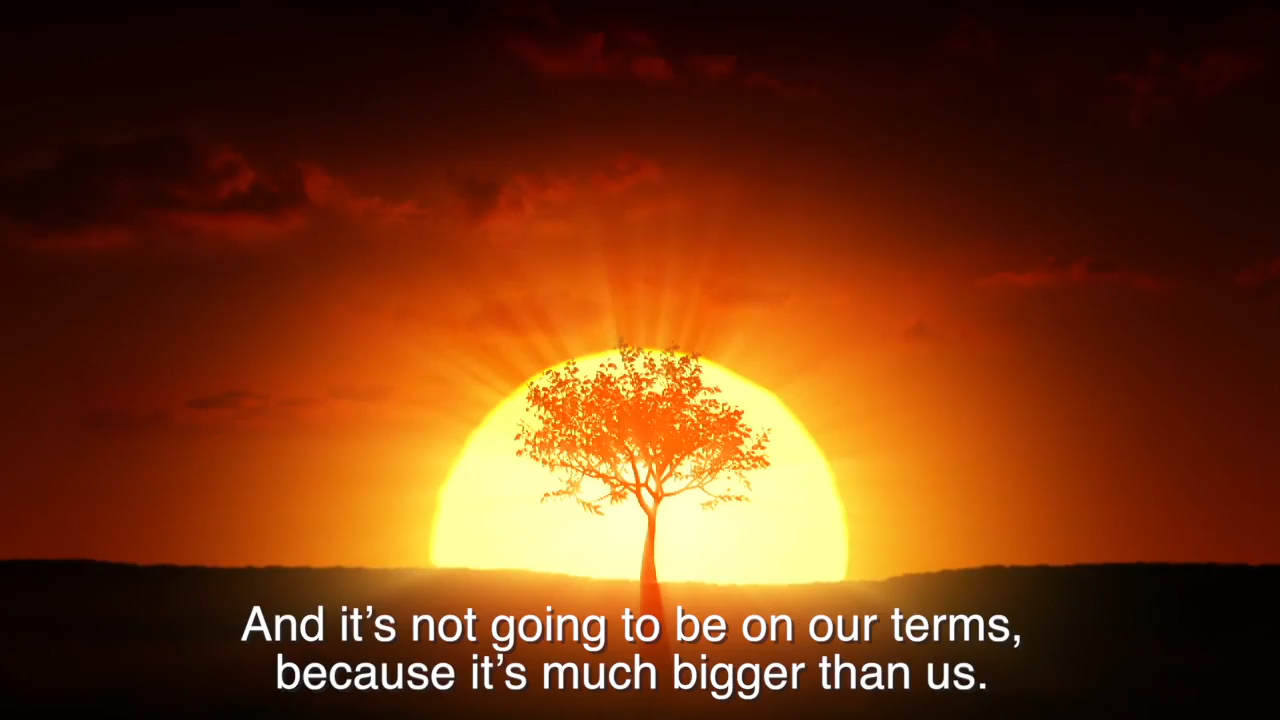 And it’s not going to be on our terms,
because it’s much bigger than us.